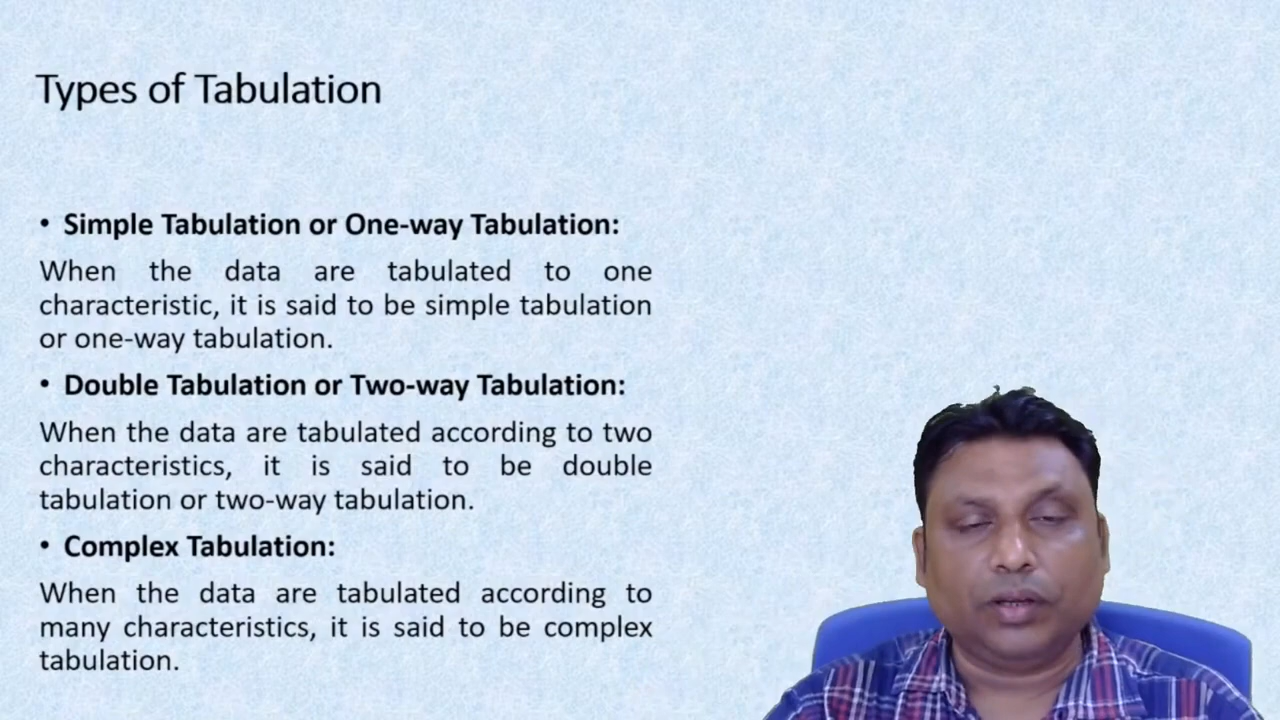 Types of Tabulation
• Simple Tabulation or One-way Tabulation:
When the data are tabulated to one
characteristic, it is said to be simple tabulation
or one-way tabulation.
• Double Tabulation or Two-way Tabulation:
When the data are tabulated according to two
characteristics, it is said to be double
tabulation or two-way tabulation.
• Complex Tabulation:
When the data are tabulated according to
many characteristics, it is said to be complex
tabulation.